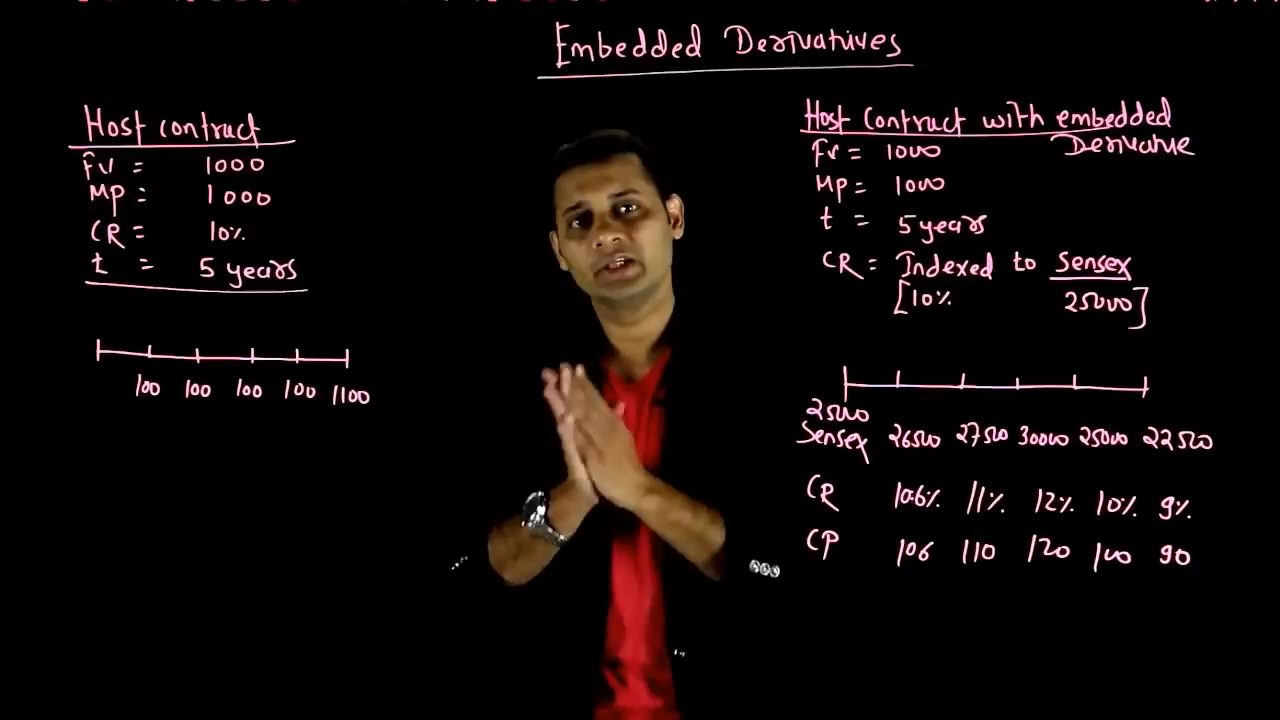 Embedded Derivatives
Host contract
FV = 1000
MP = 1000
CR = 10%
t = 5 years
100 100 100 100 1100
Host Contract with embedded
Derivative
FV = 1000
MP = 1000
t = 5 years
CR = Indexed to Sensex
[10% 25000]
25000
Sensex 26500 27500 30000 25000 22500
CR 10.6% 11% 12% 10% 9%
CP 106 110 120 100 90